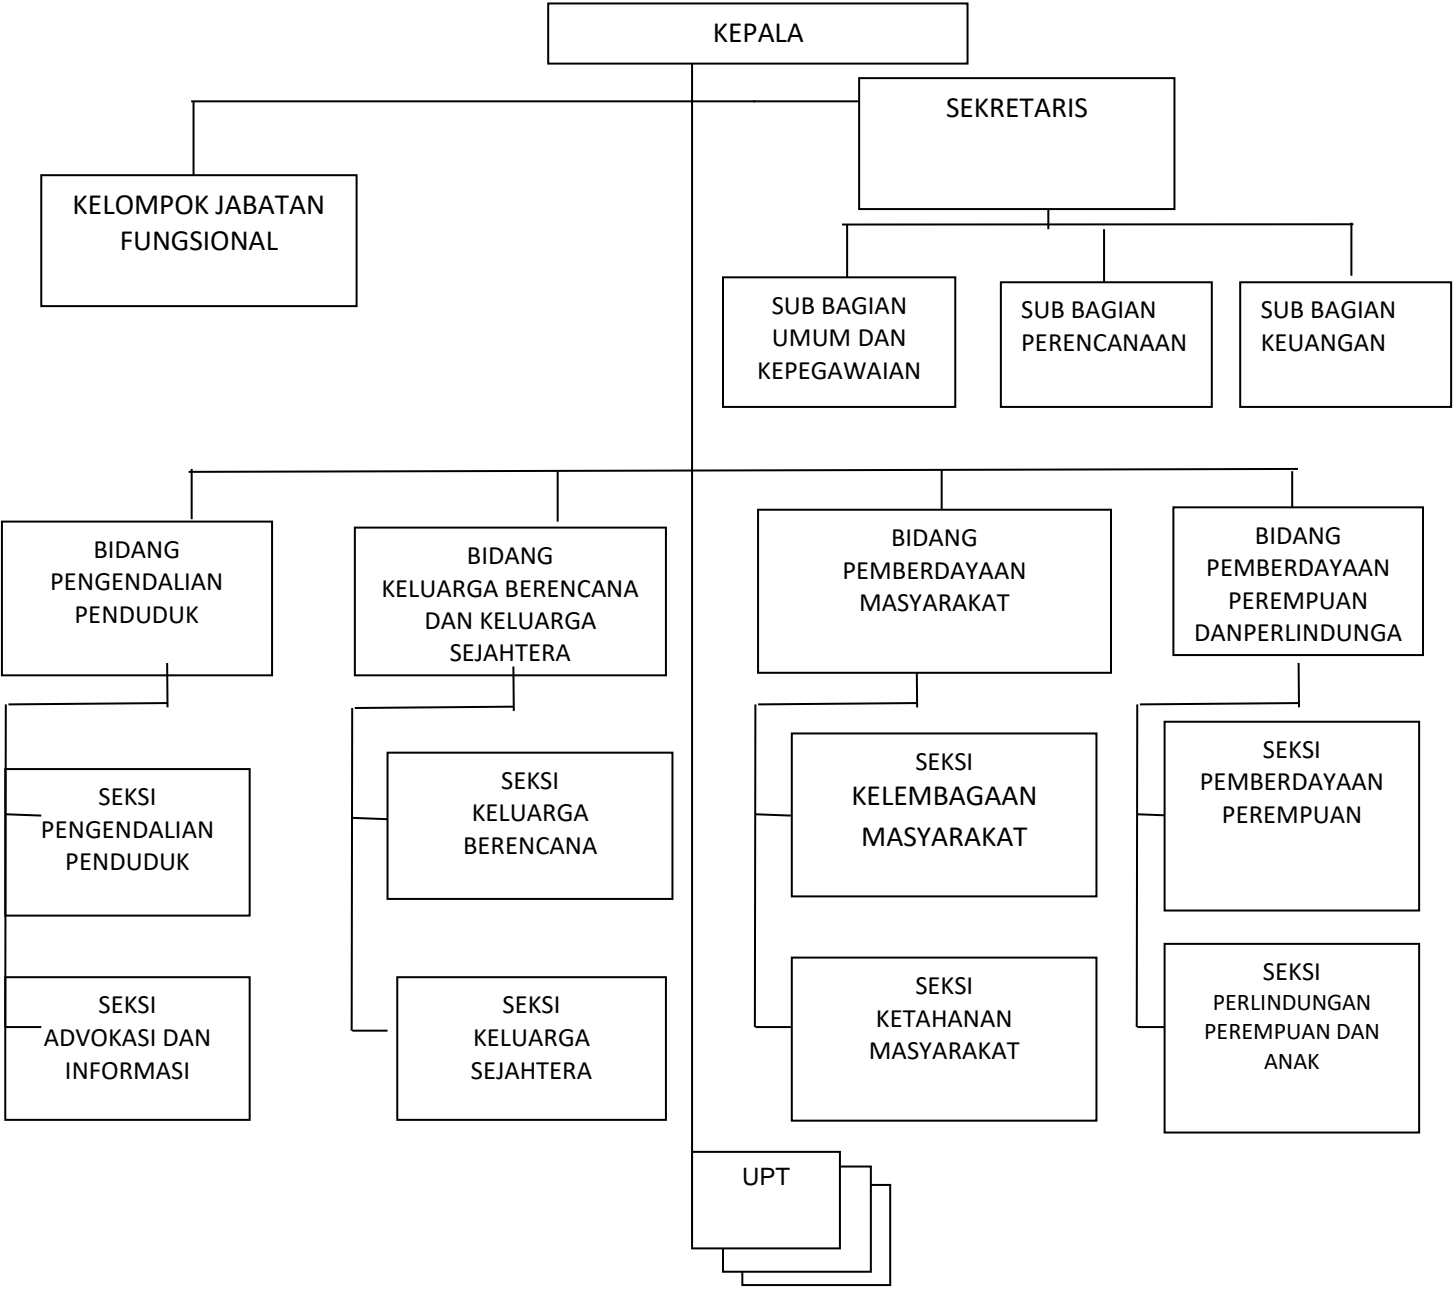 KEPALA
SEKRETARIS
KELOMPOK JABATAN
FUNGSIONAL
SUB BAGIAN
UMUM DAN
KEPEGAWAIAN
SUB BAGIAN
PERENCANAAN
SUB BAGIAN
KEUANGAN
BIDANG
PENGENDALIAN
PENDUDUK
BIDANG
KELUARGA BERENCANA
DAN KELUARGA
SEJAHTERA
BIDANG
PEMBERDAYAAN
MASYARAKAT
BIDANG
PEMBERDAYAAN
PEREMPUAN
DANPERLINDUNGA
SEKSI
PENGENDALIAN
PENDUDUK
SEKSI
KELUARGA
BERENCANA
SEKSI
KELEMBAGAAN
MASYARAKAT
SEKSI
PEMBERDAYAAN
PEREMPUAN
SEKSI
ADVOKASI DAN
INFORMASI
SEKSI
KELUARGA
SEJAHTERA
SEKSI
KETAHANAN
MASYARAKAT
SEKSI
PERLINDUNGAN
PEREMPUAN DAN
ANAK
UPT